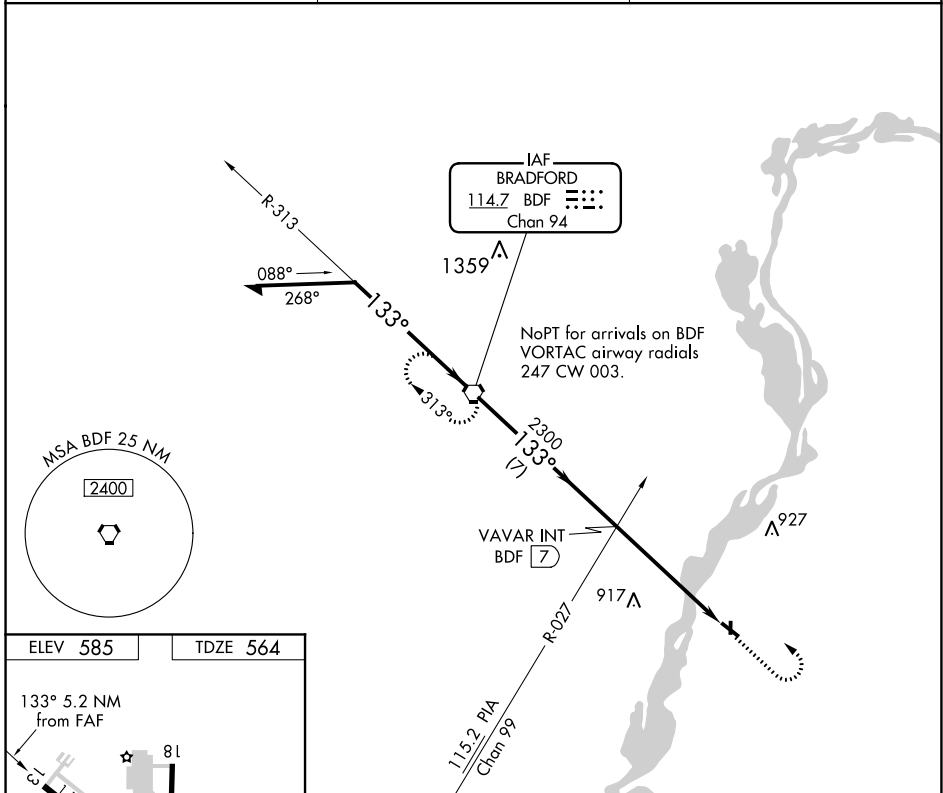 IAF
BRADFORD
114.7 BDF
Chan 94
R-313
1359
088°
268°
133°
NoPT for arrivals on BDF
VORTAC airway radials
247 CW 003.
313°
2300
133°
(7)
MSA BDF 25 NM
2400
VAVAR INT
BDF 7
927
917
R-027
115.2 PIA
Chan 99
ELEV 585
TDZE 564
133° 5.2 NM
from FAF
18
13